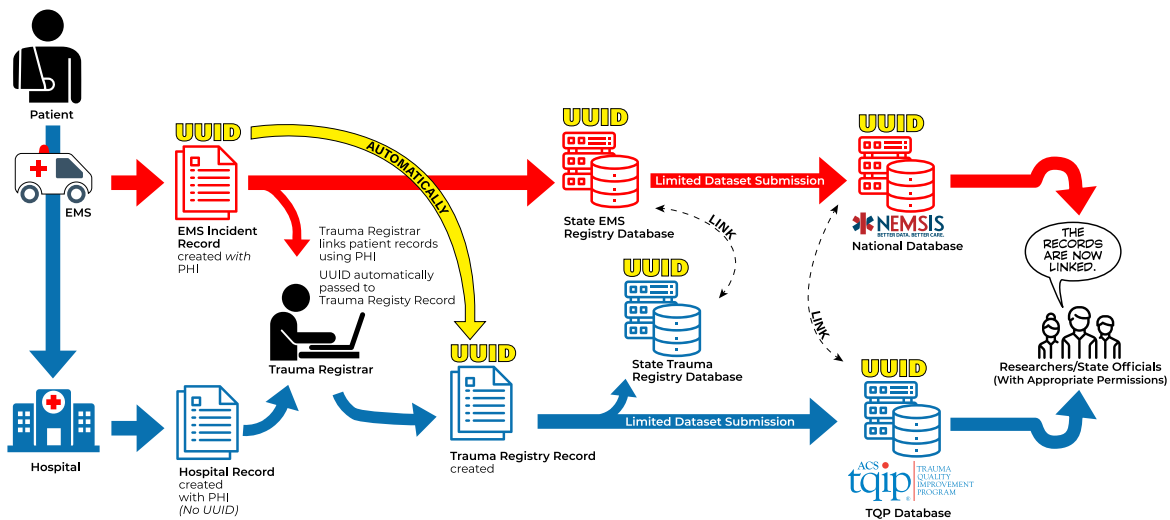 Patient
EMS
Hospital
UUID
EMS Incident
Record
created with
PHI
AUTOMATICALLY
Trauma Registrar
links patient records
using PHI
UUID automatically
passed to
Trauma Registy Record
Trauma Registrar
Hospital Record
created
with PHI
(No UUID)
UUID
Trauma Registry Record
created
UUID
State EMS
Registry Database
Limited Dataset Submission
LINK
UUID
State Trauma
Registry Database
Limited Dataset Submission
UUID
NEMSIS
BETTER DATA. BETTER CARE.
National Database
LINK
UUID
ACS
tqip®
TRAUMA
QUALITY
IMPROVEMENT
PROGRAM
TQP Database
THE
RECORDS
ARE NOW
LINKED.
Researchers/State Officials
(With Appropriate Permissions)